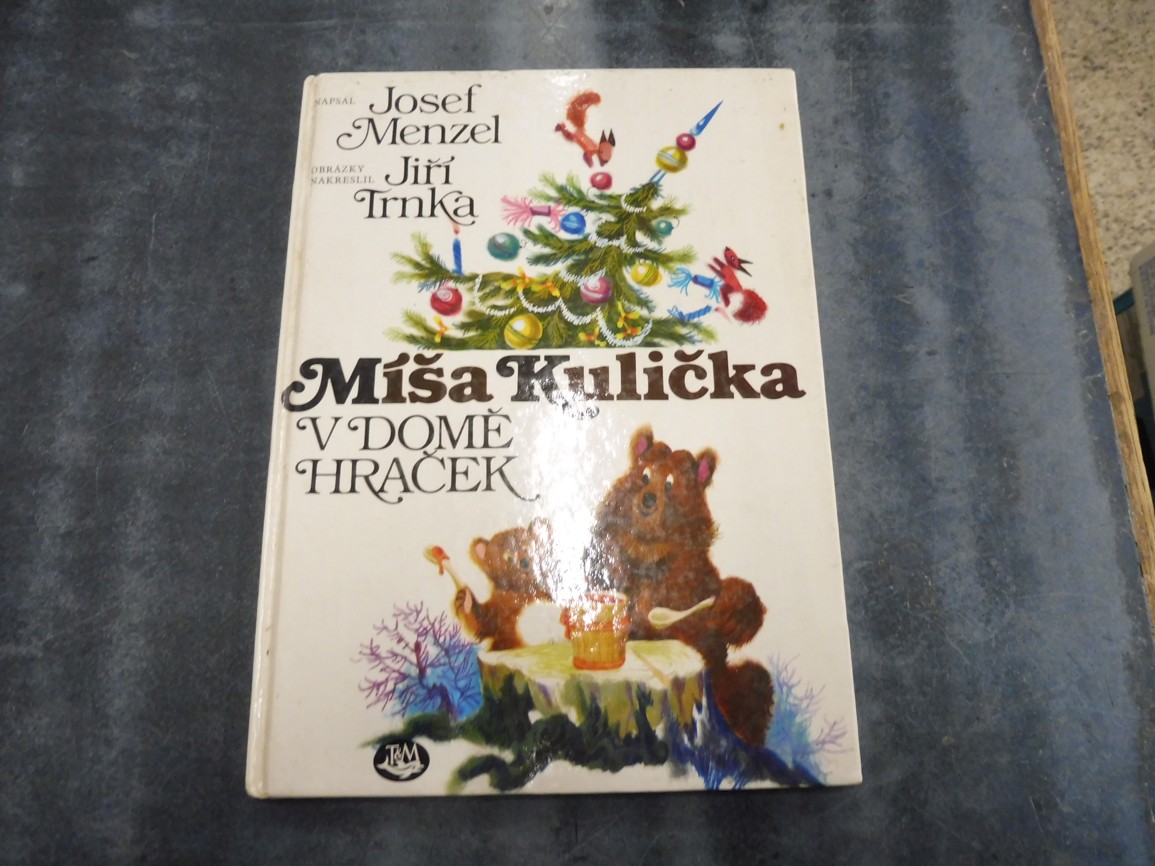 NAPSAL Josef
Menzel
OBRÁZKY
NAKRESLIL Jiří
Trnka
Míša Kulička
V DOMĚ
HRAČEK
T&M